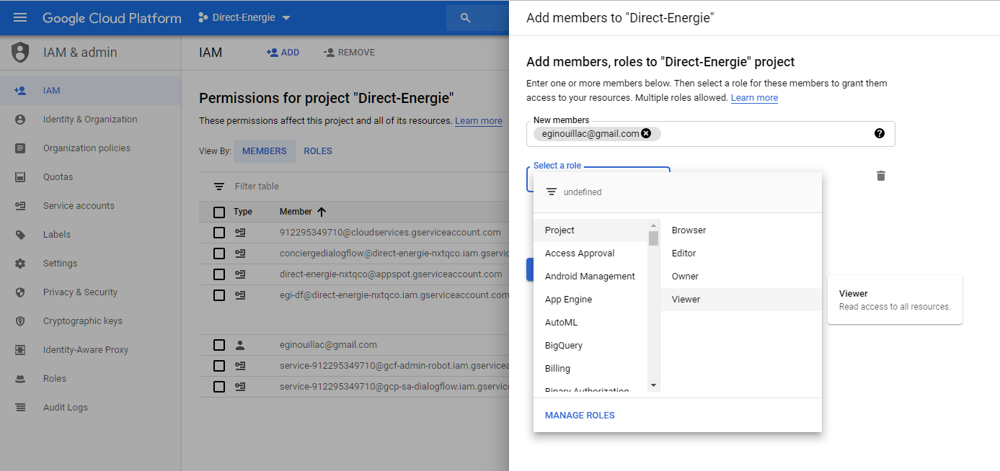 Google Cloud Platform
Direct-Energie
IAM & admin
IAM
Identity & Organization
Organization policies
Quotas
Service accounts
Labels
Settings
Privacy & Security
Cryptographic keys
Identity-Aware Proxy
Roles
Audit Logs
IAM
ADD
REMOVE
Permissions for project "Direct-Energie"
These permissions affect this project and all of its resources. Learn more
View By:
MEMBERS
ROLES
Filter table
Type
Member
912295349710@cloudservices.gserviceaccount.com
conciergedialogflow@direct-energie-nxtqco.iam.gservic
direct-energie-nxtqco@appspot.gserviceaccount.com
egi-df@direct-energie-nxtqco.iam.gserviceaccount.com
eginouillac@gmail.com
service-912295349710@gcf-admin-robot.iam.gservicea
service-912295349710@gcp-sa-dialogflow.iam.gservic
Add members to "Direct-Energie"
Add members, roles to "Direct-Energie" project
Enter one or more members below. Then select a role for these members to grant them
access to your resources. Multiple roles allowed. Learn more
New members
eginouillac@gmail.com
Select a role
undefined
Project
Access Approval
Android Management
App Engine
AutoML
BigQuery
Billing
Binary Authorization
Browser
Editor
Owner
Viewer
MANAGE ROLES
Viewer
Read access to all resources.